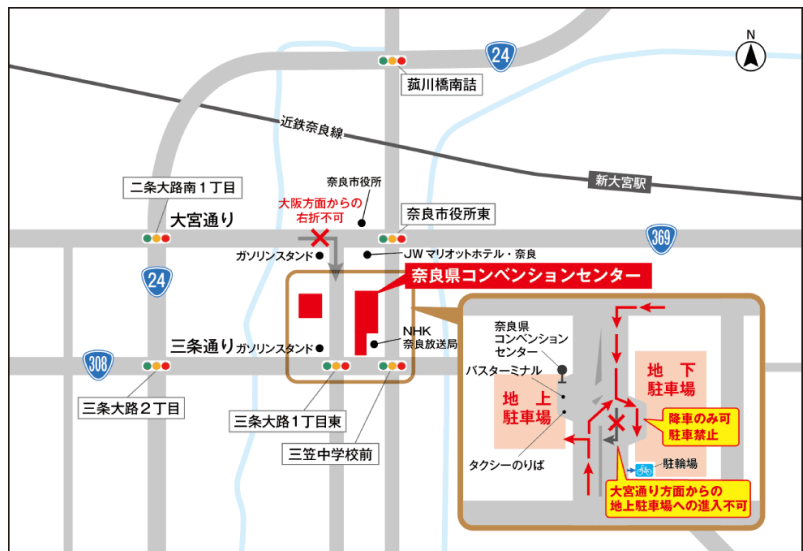 24
N
菰川橋南詰
近鉄奈良線
新大宮駅
二条大路南1丁目
大宮通り
大阪方面からの
右折不可
奈良市役所
奈良市役所東
369
ガソリンスタンド
JWマリオットホテル・奈良
奈良県コンベンションセンター
24
三条通り
ガソリンスタンド
NHK
奈良放送局
308
三条大路2丁目
三条大路1丁目東
三笠中学校前
奈良県
コンベンション
センター
バスターミナル
地上
駐車場
タクシーのりば
地下
駐車場
降車のみ可
駐車禁止
駐輪場
大宮通り方面からの
地上駐車場への進入不可